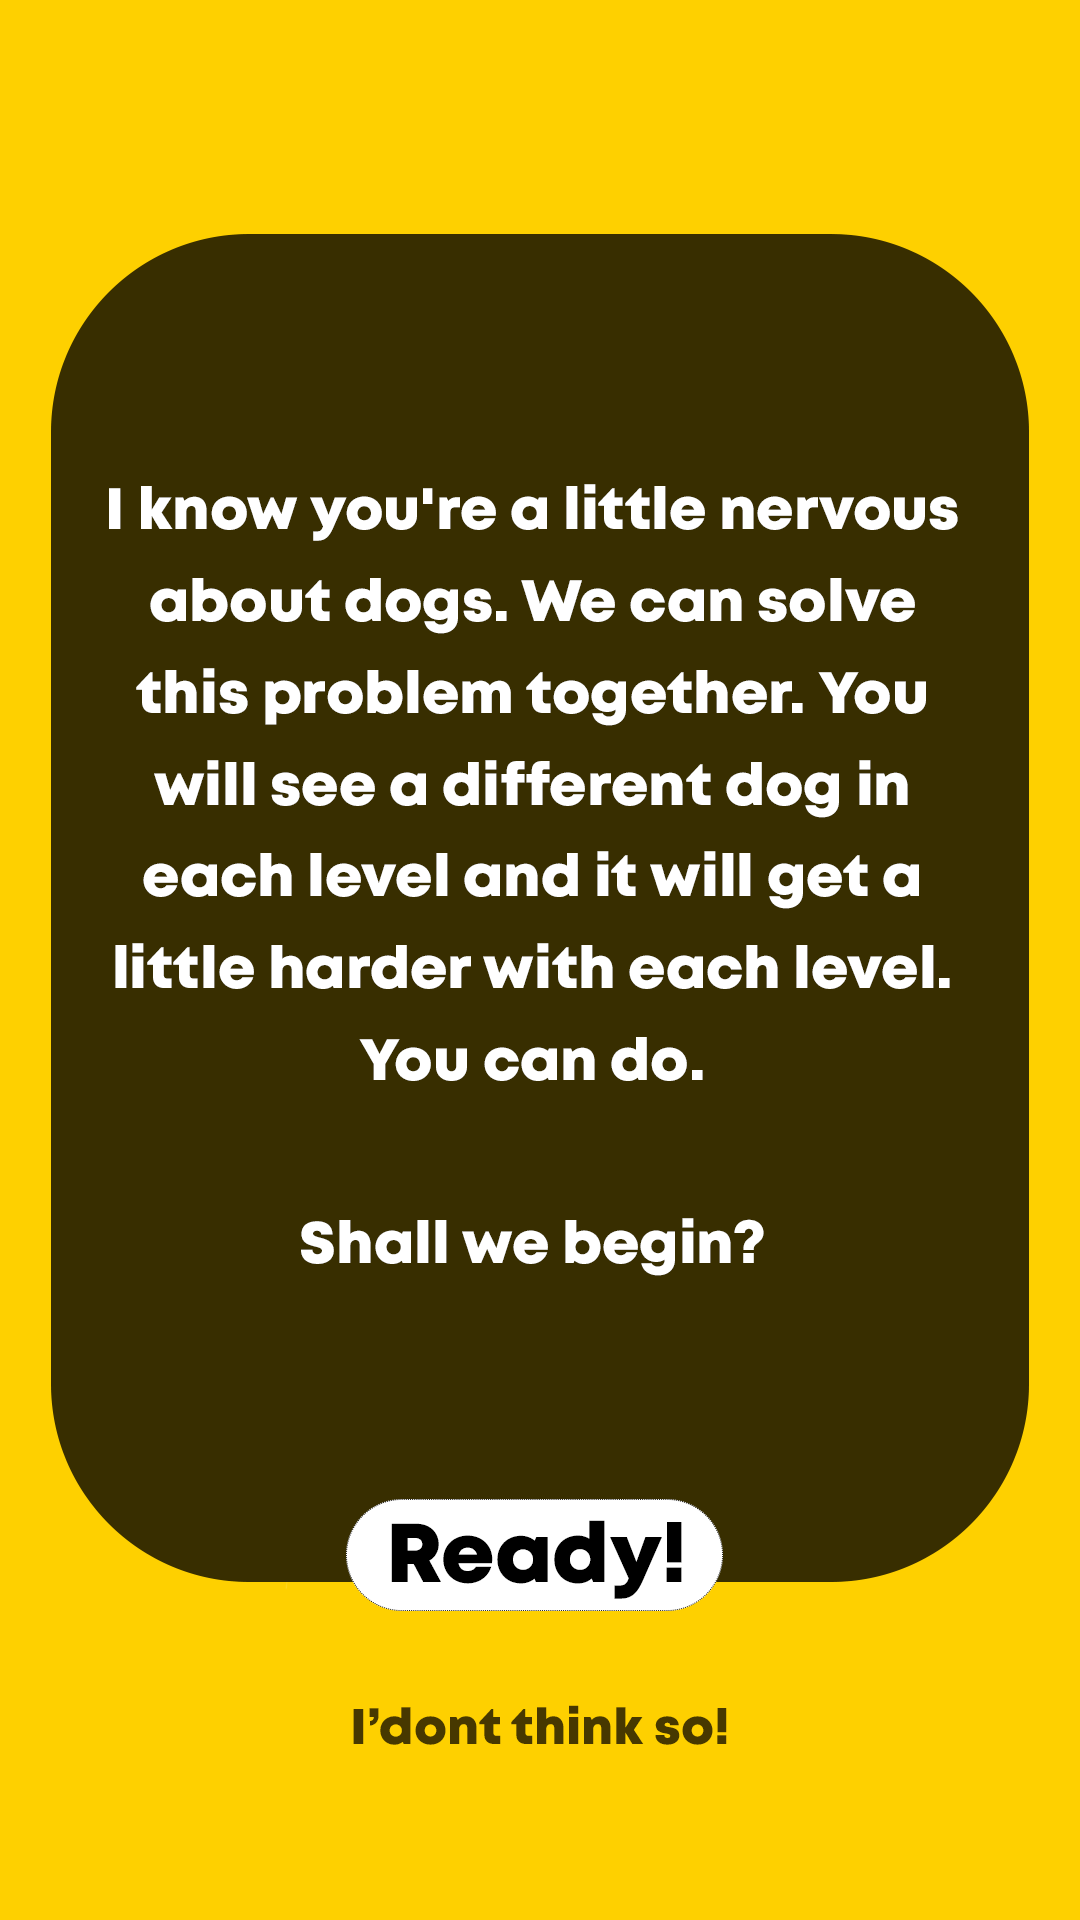 I know you're a little nervous
about dogs. We can solve
this problem together. You
will see a different dog in
each level and it will get a
little harder with each level.
You can do.
Shall we begin?
Ready!
I’dont think so!